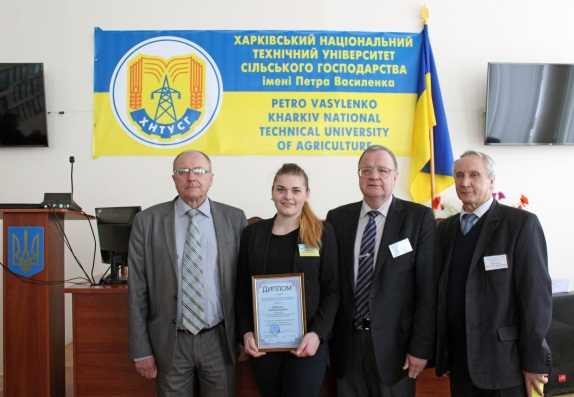 ХАРКІВСЬКИЙ НАЦІОНАЛЬНИЙ
ТЕХНІЧНИЙ УНІВЕРСИТЕТ
СІЛЬСЬКОГО ГОСПОДАРСТВА
імені Петра Василенка
PETRO VASYLENKO
KHARKIV NATIONAL
TECHNICAL UNIVERSITY
OF AGRICULTURE
ХНТУСГ
ДИПЛОМ